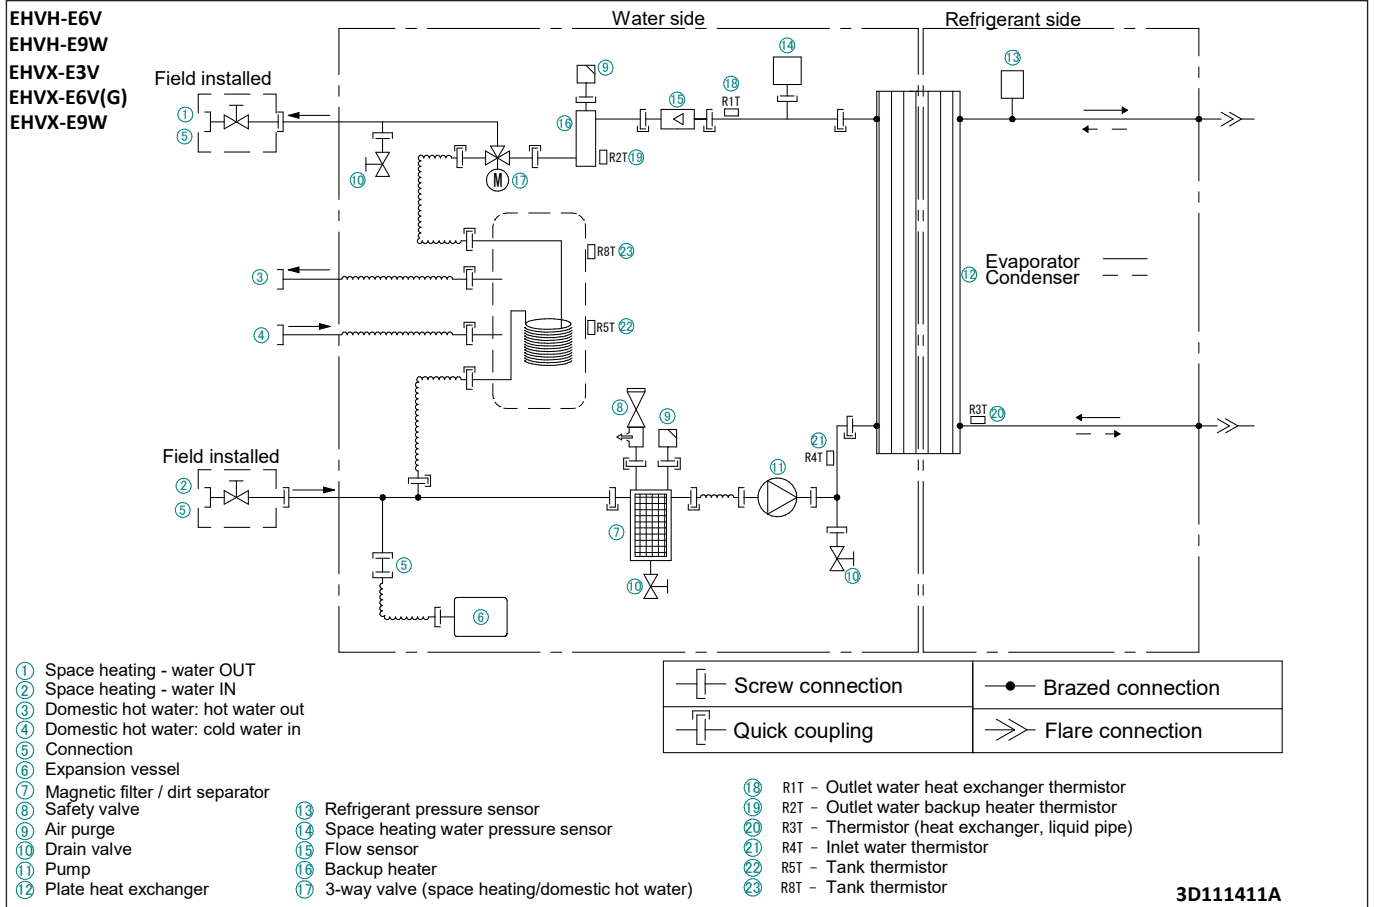 EHVH-E6V
EHVH-E9W
EHVX-E3V
EHVX-E6V(G)
EHVX-E9W
Water side
Refrigerant side
Field installed
1
5
10
9
16
R2T 19
17
M
15
18
R1T
14
13
3
4
R8T 23
R5T 22
12
Evaporator
Condenser
R3T 20
Field installed
2
5
5
6
8
9
7
10
11
21
R4T
10
1 Space heating - water OUT
2 Space heating - water IN
3 Domestic hot water: hot water out
4 Domestic hot water: cold water in
5 Connection
6 Expansion vessel
7 Magnetic filter / dirt separator
8 Safety valve
9 Air purge
10 Drain valve
11 Pump
12 Plate heat exchanger
13 Refrigerant pressure sensor
14 Space heating water pressure sensor
15 Flow sensor
16 Backup heater
17 3-way valve (space heating/domestic hot water)
Screw connection
Brazed connection
Quick coupling
Flare connection
18 R1T - Outlet water heat exchanger thermistor
19 R2T - Outlet water backup heater thermistor
20 R3T - Thermistor (heat exchanger, liquid pipe)
21 R4T - Inlet water thermistor
22 R5T - Tank thermistor
23 R8T - Tank thermistor
3D111411A